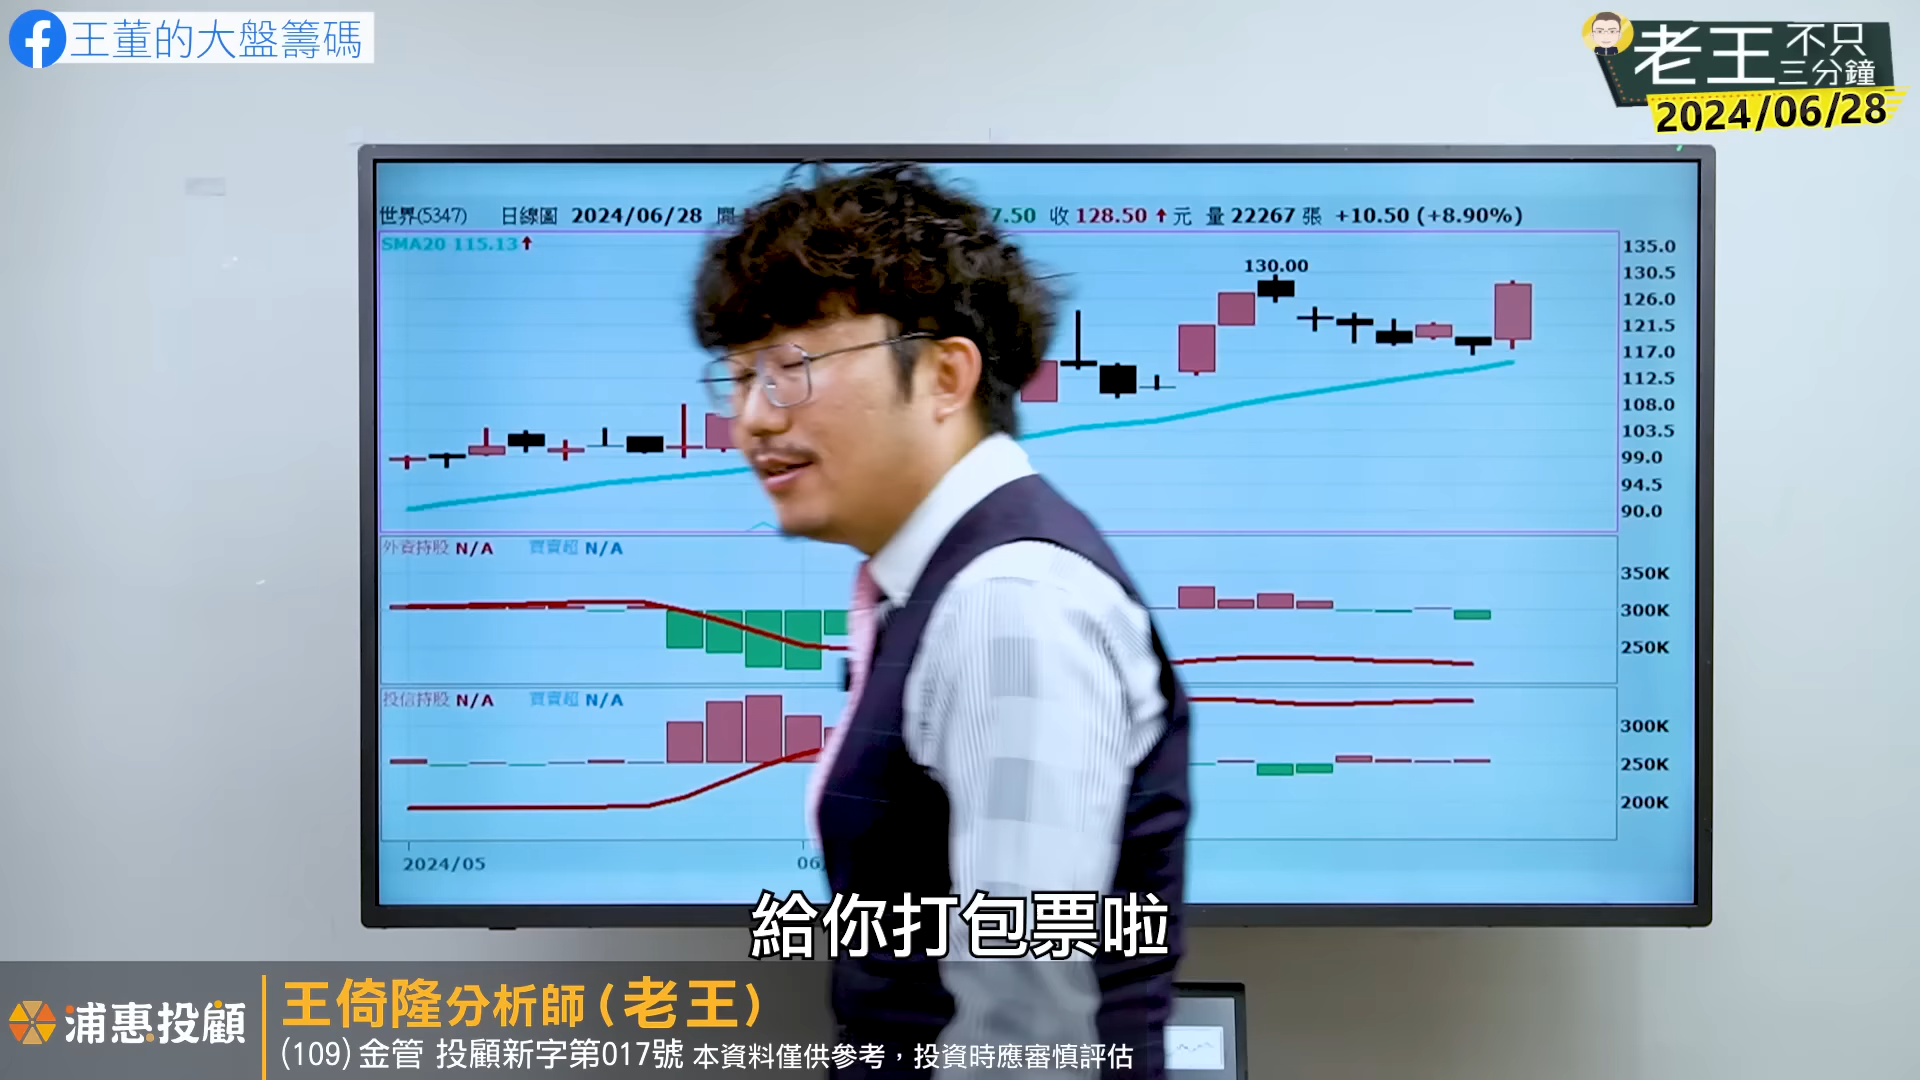 王董的大盤籌碼
老王不只三分鐘
2024/06/28
世界(5347) 日線圖 2024/06/28 開 7.50 收 128.50 ↑ 元 量 22267 張 +10.50 (+8.90%)
SMA20 115.13↑
130.00
135.0
130.5
126.0
121.5
117.0
112.5
108.0
103.5
99.0
94.5
90.0
外資持股 N/A 買賣超 N/A
350K
300K
250K
投信持股 N/A 買賣超 N/A
300K
250K
200K
2024/05
06
給你打包票啦
浦惠投顧
王倚隆分析師(老王)
(109)金管 投顧新字第017號 本資料僅供參考，投資時應審慎評估